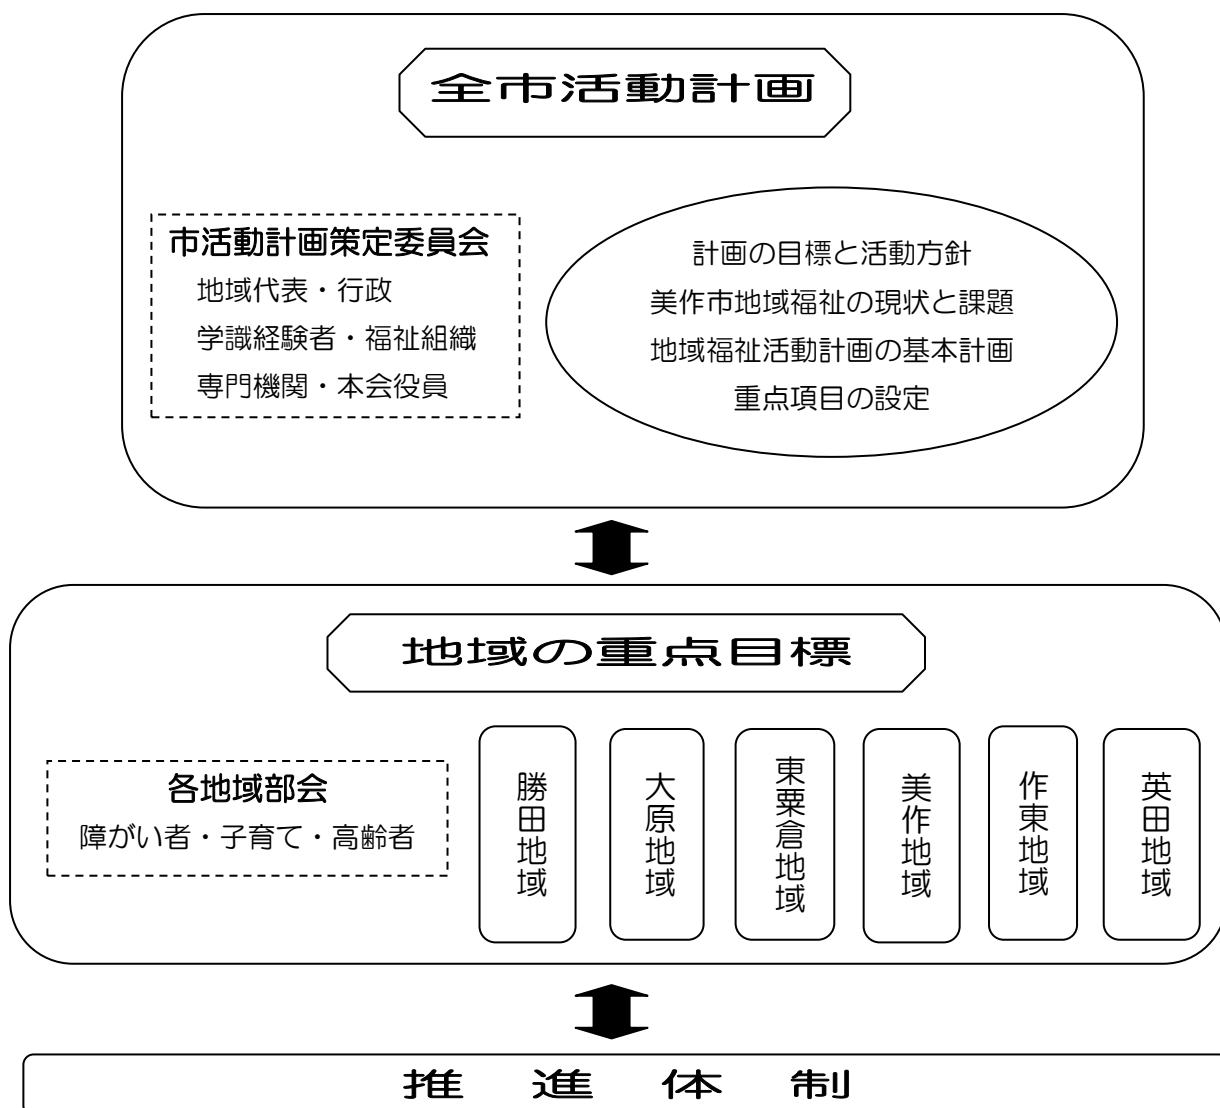 全市活動計画
市活動計画策定委員会
地域代表・行政
学識経験者・福祉組織
専門機関・本会役員
計画の目標と活動方針
美作市地域福祉の現状と課題
地域福祉活動計画の基本計画
重点項目の設定
地域の重点目標
各地域部会
障がい者・子育て・高齢者
勝田地域
大原地域
東粟倉地域
美作地域
作東地域
英田地域
推進体制